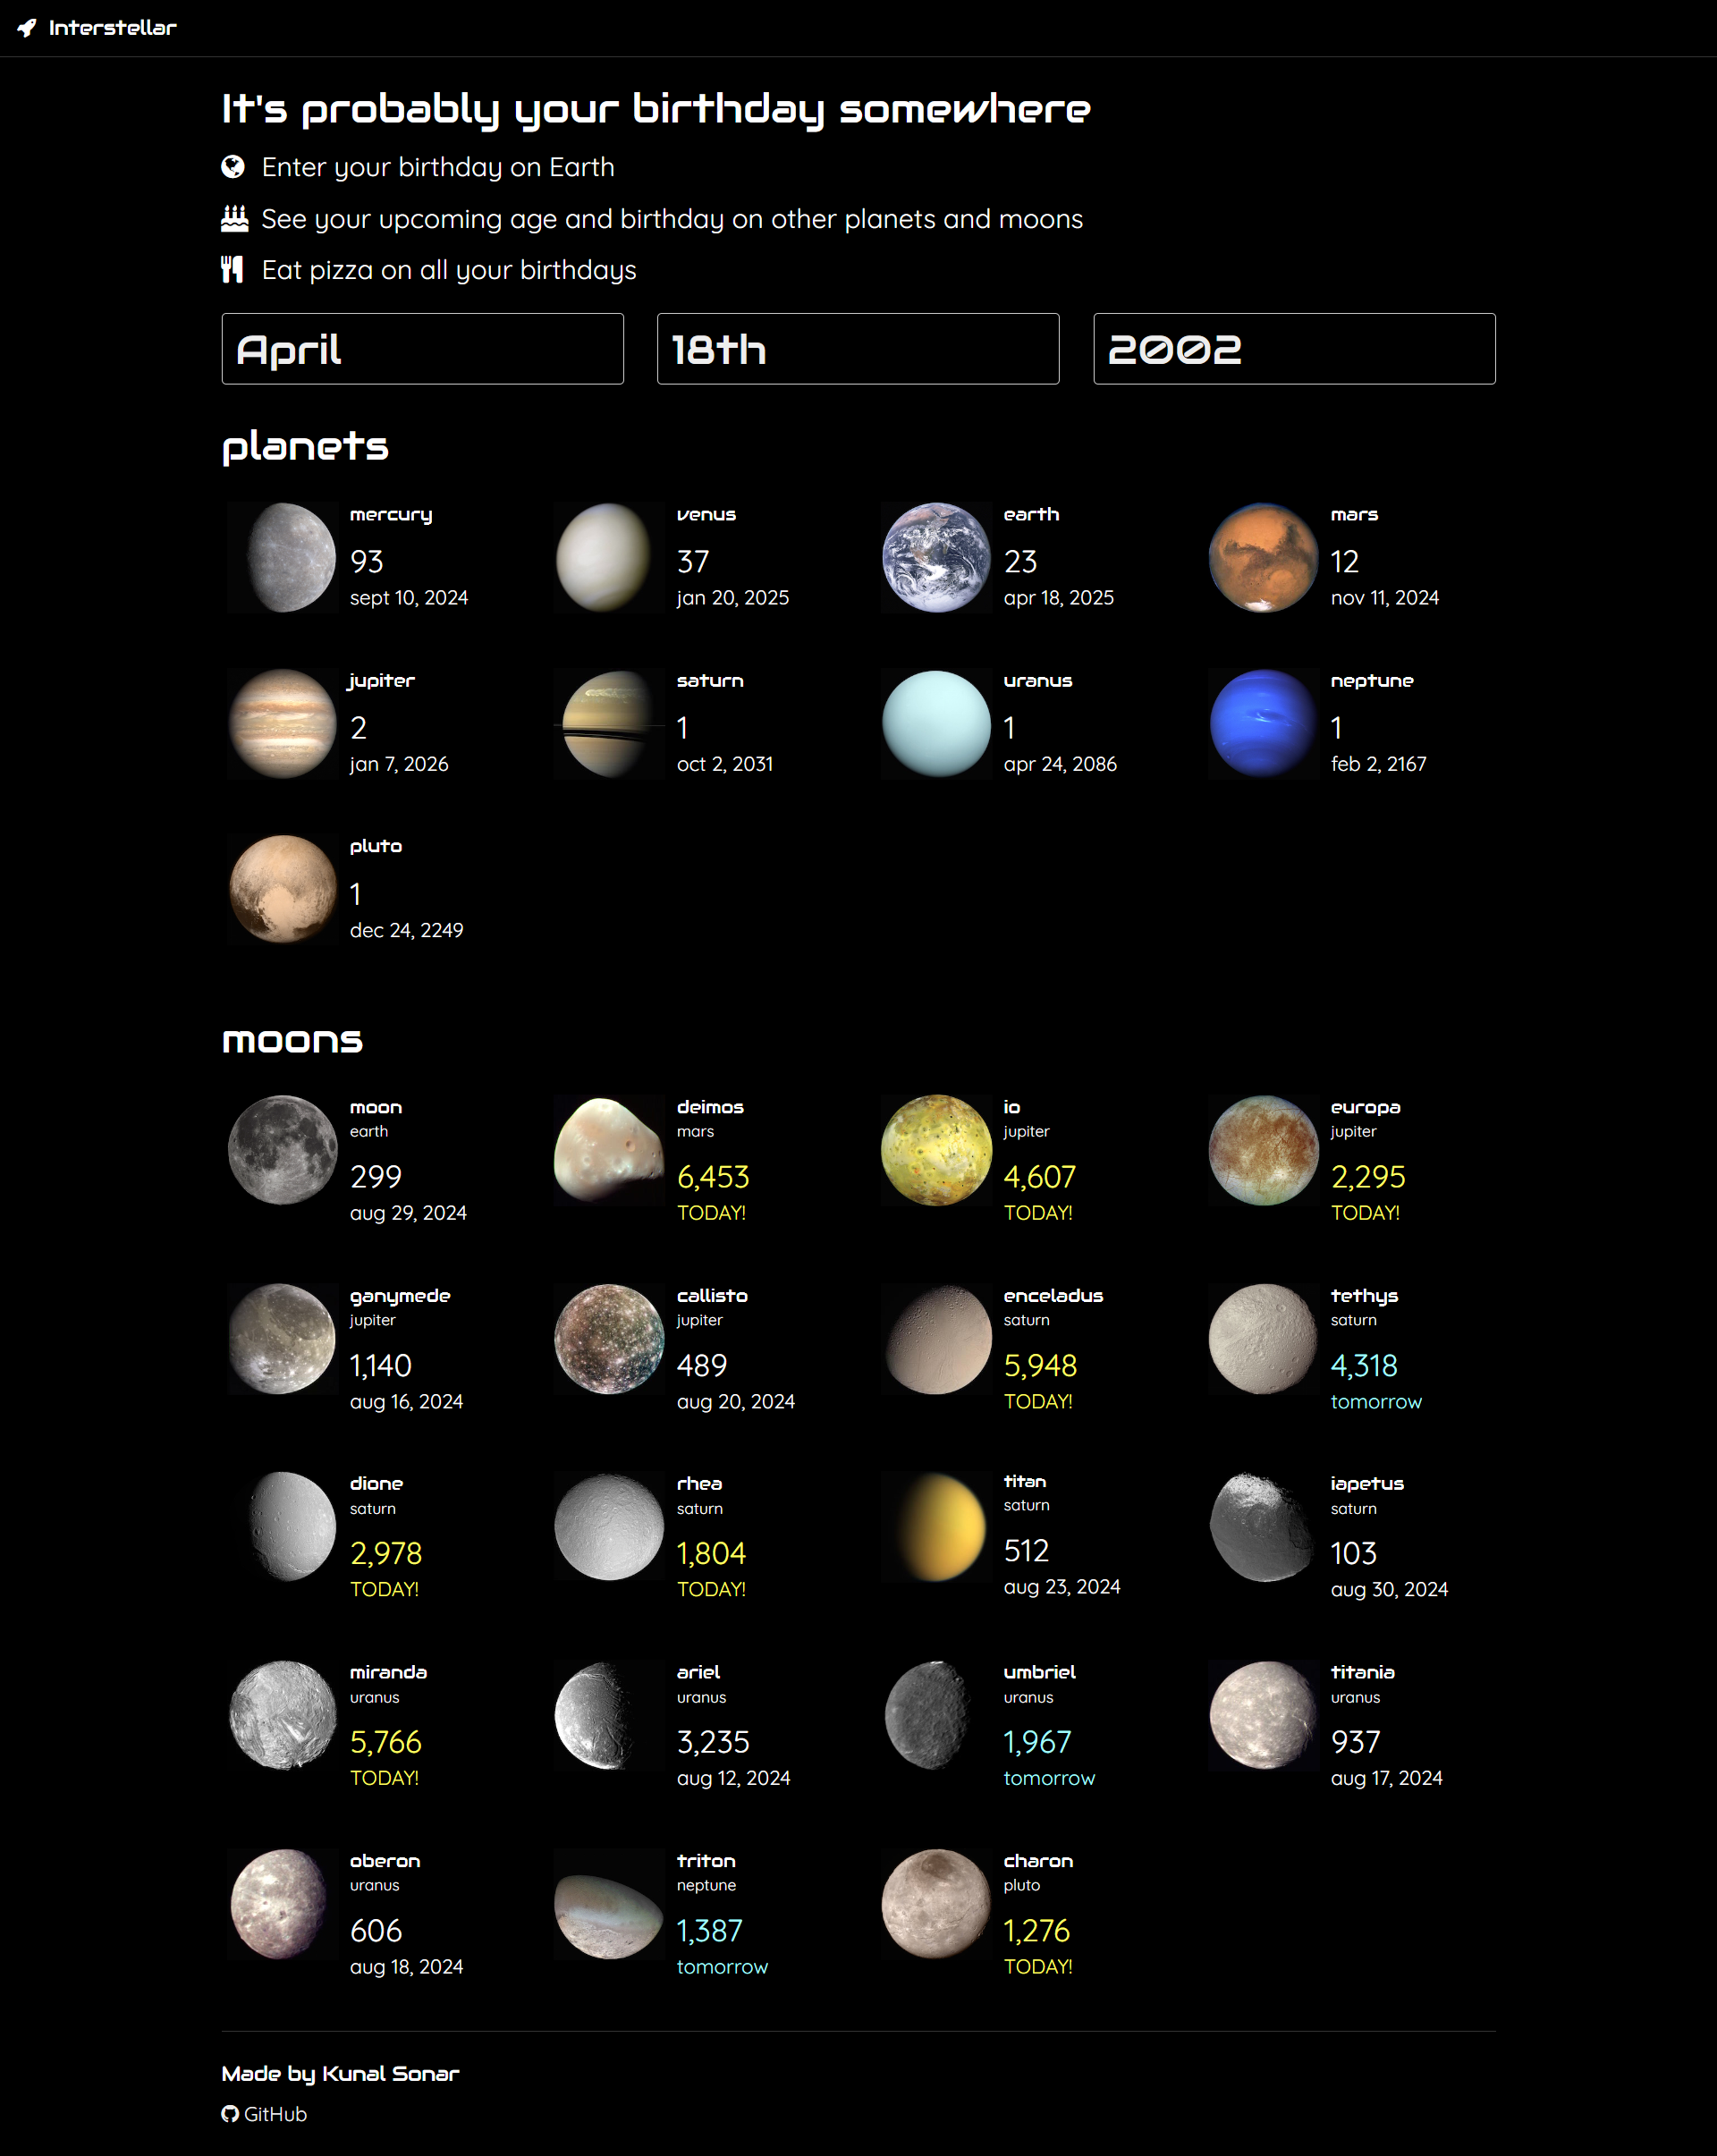 Interstellar
It's probably your birthday somewhere
Enter your birthday on Earth
See your upcoming age and birthday on other planets and moons
Eat pizza on all your birthdays
April
18th
2002
planets
mercury
93
sept 10, 2024
venus
37
jan 20, 2025
earth
23
apr 18, 2025
mars
12
nov 11, 2024
jupiter
2
jan 7, 2026
saturn
1
oct 2, 2031
uranus
1
apr 24, 2086
neptune
1
feb 2, 2167
pluto
1
dec 24, 2249
moons
moon
earth
299
aug 29, 2024
deimos
mars
6,453
TODAY!
io
jupiter
4,607
TODAY!
europa
jupiter
2,295
TODAY!
ganymede
jupiter
1,140
aug 16, 2024
callisto
jupiter
489
aug 20, 2024
enceladus
saturn
5,948
TODAY!
tethys
saturn
4,318
tomorrow
dione
saturn
2,978
TODAY!
rhea
saturn
1,804
TODAY!
titan
saturn
512
aug 23, 2024
iapetus
saturn
103
aug 30, 2024
miranda
uranus
5,766
TODAY!
ariel
uranus
3,235
aug 12, 2024
umbriel
uranus
1,967
tomorrow
titania
uranus
937
aug 17, 2024
oberon
uranus
606
aug 18, 2024
triton
neptune
1,387
tomorrow
charon
pluto
1,276
TODAY!
Made by Kunal Sonar
GitHub